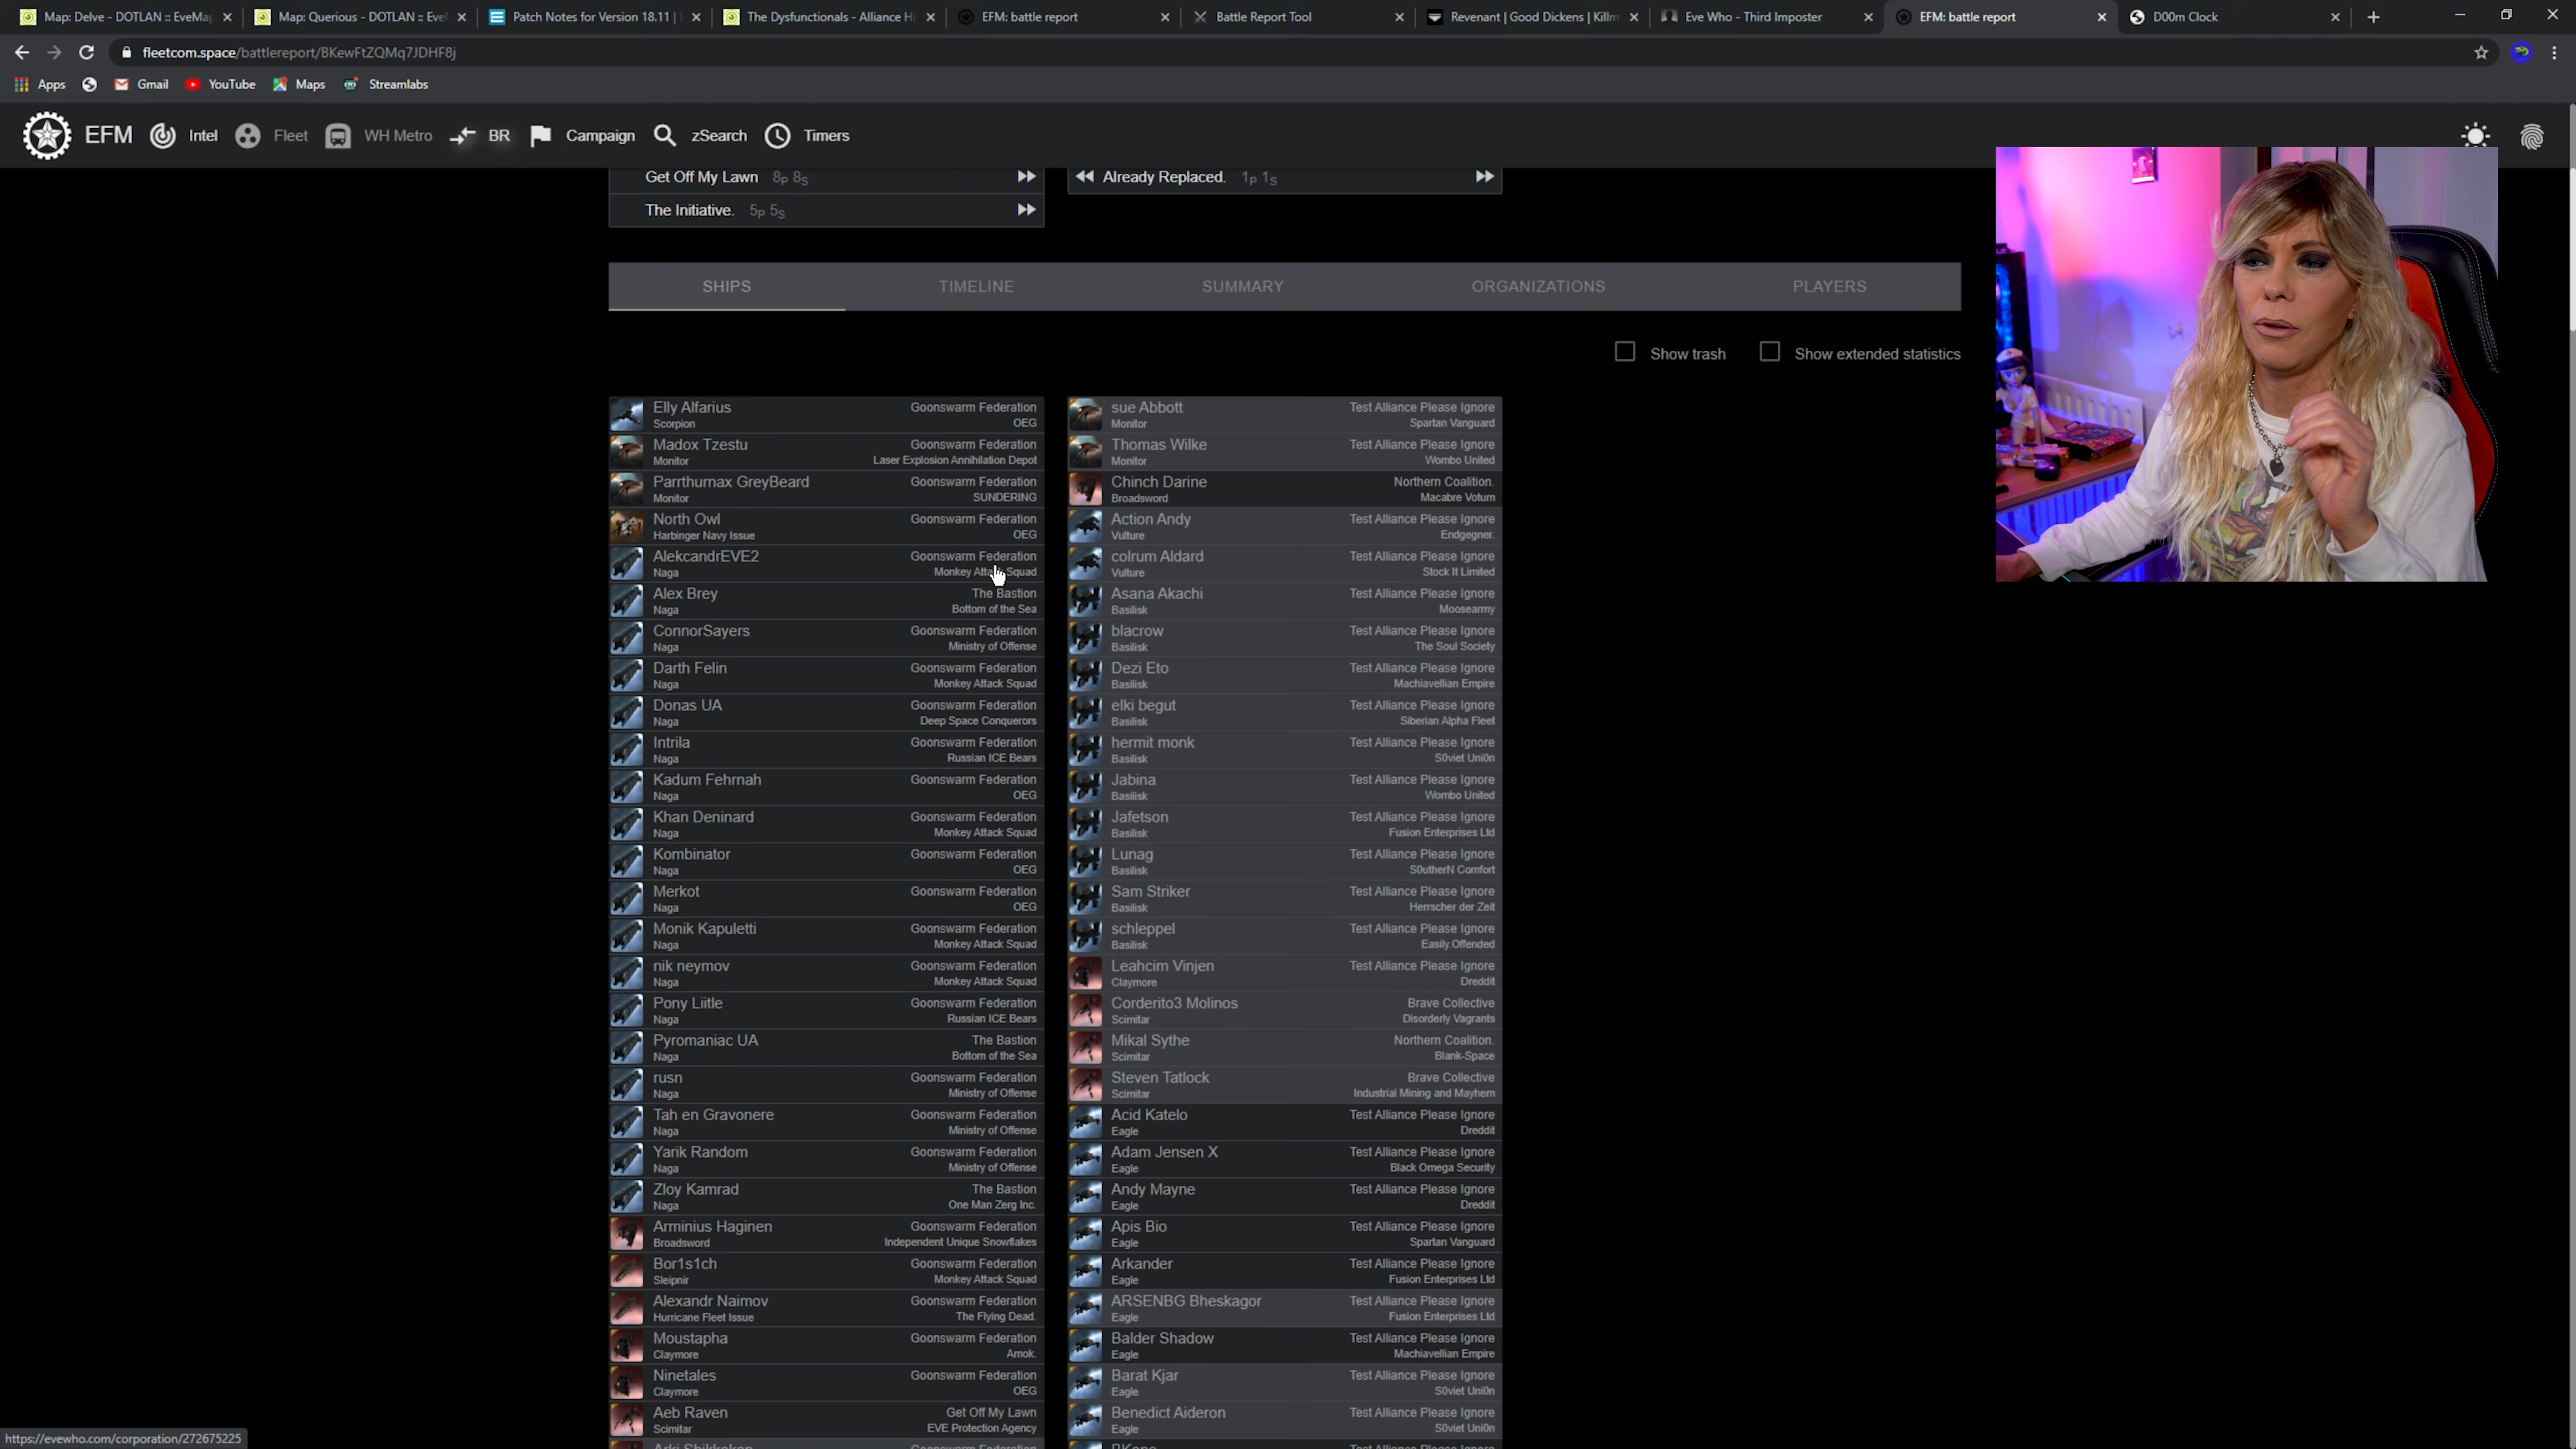 Map: Delve - DOTLAN :: EveMap
Map: Querious - DOTLAN :: EveM
Patch Notes for Version 18.11 |
The Dysfunctionals - Alliance Hi
EFM: battle report
Battle Report Tool
Revenant | Good Dickens | Killm
Eve Who - Third Imposter
EFM: battle report
D00m Clock
fleetcom.space/battlereport/BKewFtZQMq7JDHF8j
Apps Gmail YouTube Maps Streamlabs
EFM Intel Fleet WH Metro BR Campaign zSearch Timers
Get Off My Lawn 8p 8s
Already Replaced. 1p 1s
The Initiative. 5p 5s
SHIPS TIMELINE SUMMARY ORGANIZATIONS PLAYERS
Show trash Show extended statistics
Elly Alfarius Goonswarm Federation
Scorpion OEG
Madox Tzestu Goonswarm Federation
Monitor Laser Explosion Annihilation Depot
Parrthurnax GreyBeard Goonswarm Federation
Monitor SUNDERING
North Owl Goonswarm Federation
Harbinger Navy Issue OEG
AlekcandrEVE2 Goonswarm Federation
Naga Monkey Attack Squad
Alex Brey The Bastion
Naga Bottom of the Sea
ConnorSayers Goonswarm Federation
Naga Ministry of Offense
Darth Felin Goonswarm Federation
Naga Monkey Attack Squad
Donas UA Goonswarm Federation
Naga Deep Space Conquerors
Intrila Goonswarm Federation
Naga Russian ICE Bears
Kadum Fehrnah Goonswarm Federation
Naga OEG
Khan Deninard Goonswarm Federation
Naga Monkey Attack Squad
Kombinator Goonswarm Federation
Naga OEG
Merkot Goonswarm Federation
Naga OEG
Monik Kapuletti Goonswarm Federation
Naga Monkey Attack Squad
nik neymov Goonswarm Federation
Naga Monkey Attack Squad
Pony Liitle Goonswarm Federation
Naga Russian ICE Bears
Pyromaniac UA The Bastion
Naga Bottom of the Sea
rusn Goonswarm Federation
Naga Ministry of Offense
Tah en Gravonere Goonswarm Federation
Naga Ministry of Offense
Yarik Random Goonswarm Federation
Naga Ministry of Offense
Zloy Kamrad The Bastion
Naga One Man Zerg Inc.
Arminius Haginen Goonswarm Federation
Broadsword Independent Unique Snowflakes
Bor1s1ch Goonswarm Federation
Sleipnir Monkey Attack Squad
Alexandr Naimov Goonswarm Federation
Hurricane Fleet Issue The Flying Dead.
Moustapha Goonswarm Federation
Claymore Amok.
Ninetales Goonswarm Federation
Claymore OEG
Aeb Raven Get Off My Lawn
Scimitar EVE Protection Agency
sue Abbott Test Alliance Please Ignore
Monitor Spartan Vanguard
Thomas Wilke Test Alliance Please Ignore
Monitor Wombo United
Chinch Darine Northern Coalition.
Broadsword Macabre Votum
Action Andy Test Alliance Please Ignore
Vulture Endgegner.
colrum Aldard Test Alliance Please Ignore
Vulture Stock It Limited
Asana Akachi Test Alliance Please Ignore
Basilisk Moosearmy
blacrow Test Alliance Please Ignore
Basilisk The Soul Society
Dezi Eto Test Alliance Please Ignore
Basilisk Machiavellian Empire
elki begut Test Alliance Please Ignore
Basilisk Siberian Alpha Fleet
hermit monk Test Alliance Please Ignore
Basilisk S0viet Uni0n
Jabina Test Alliance Please Ignore
Basilisk Wombo United
Jafetson Test Alliance Please Ignore
Basilisk Fusion Enterprises Ltd
Lunag Test Alliance Please Ignore
Basilisk S0utherN Comfort
Sam Striker Test Alliance Please Ignore
Basilisk Herrscher der Zeit
schleppel Test Alliance Please Ignore
Basilisk Easily.Offended
Leahcim Vinjen Test Alliance Please Ignore
Claymore Dreddit
Corderito3 Molinos Brave Collective
Scimitar Disorderly Vagrants
Mikal Sythe Northern Coalition.
Scimitar Blank-Space
Steven Tatlock Brave Collective
Scimitar Industrial Mining and Mayhem
Acid Katelo Test Alliance Please Ignore
Eagle Dreddit
Adam Jensen X Test Alliance Please Ignore
Eagle Black Omega Security
Andy Mayne Test Alliance Please Ignore
Eagle Dreddit
Apis Bio Test Alliance Please Ignore
Eagle Spartan Vanguard
Arkander Test Alliance Please Ignore
Eagle Fusion Enterprises Ltd
ARSENBG Bheskagor Test Alliance Please Ignore
Eagle Fusion Enterprises Ltd
Balder Shadow Test Alliance Please Ignore
Eagle Machiavellian Empire
Barat Kjar Test Alliance Please Ignore
Eagle S0viet Uni0n
Benedict Aideron Test Alliance Please Ignore
Eagle S0viet Uni0n
https://evewho.com/corporation/272675225